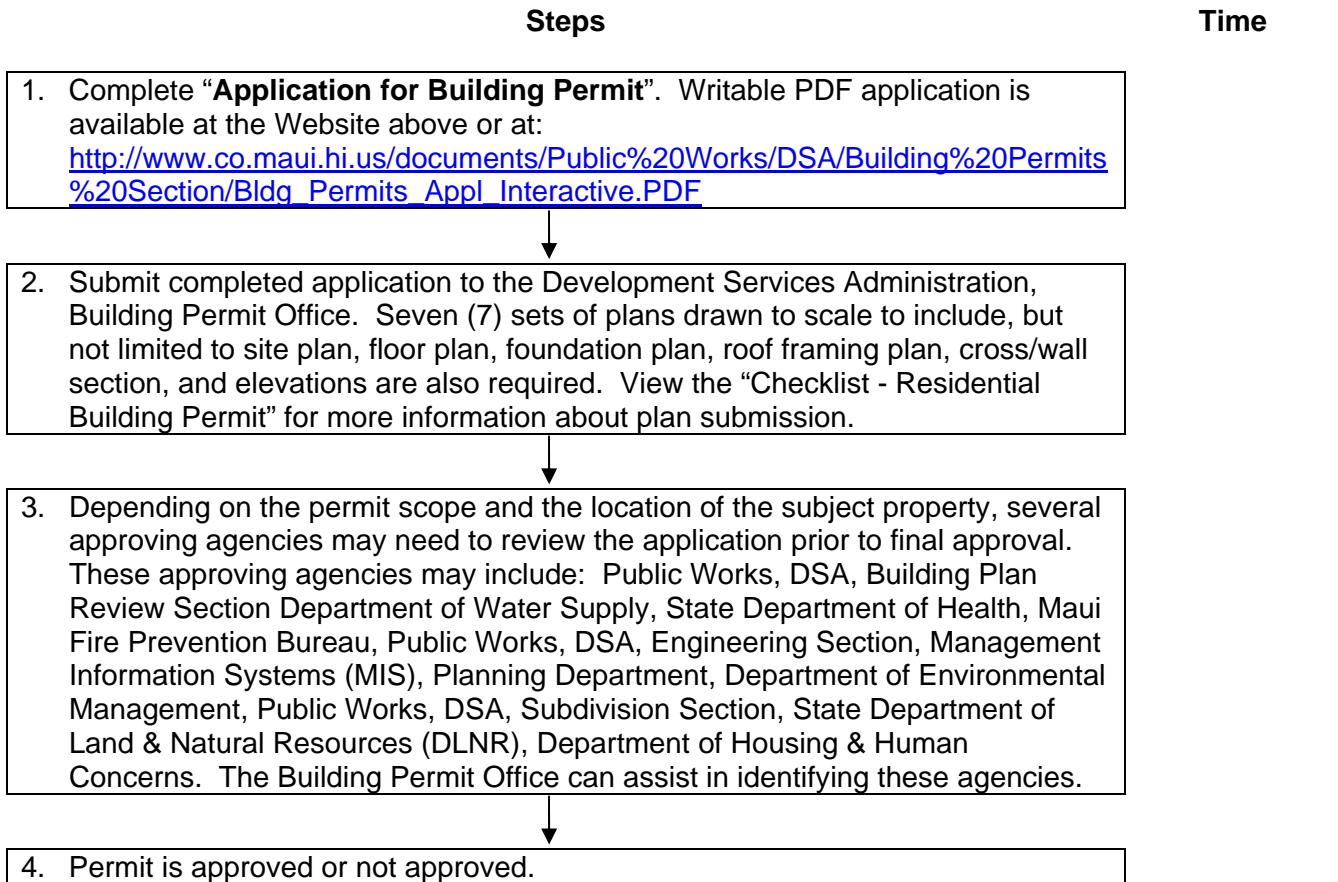 Steps Time
1. Complete “Application for Building Permit”. Writable PDF application is
available at the Website above or at:
http://www.co.maui.hi.us/documents/Public%20Works/DSA/Building%20Permits
%20Section/Bldg_Permits_Appl_Interactive.PDF
2. Submit completed application to the Development Services Administration,
Building Permit Office. Seven (7) sets of plans drawn to scale to include, but
not limited to site plan, floor plan, foundation plan, roof framing plan, cross/wall
section, and elevations are also required. View the “Checklist - Residential
Building Permit” for more information about plan submission.
3. Depending on the permit scope and the location of the subject property, several
approving agencies may need to review the application prior to final approval.
These approving agencies may include: Public Works, DSA, Building Plan
Review Section Department of Water Supply, State Department of Health, Maui
Fire Prevention Bureau, Public Works, DSA, Engineering Section, Management
Information Systems (MIS), Planning Department, Department of Environmental
Management, Public Works, DSA, Subdivision Section, State Department of
Land & Natural Resources (DLNR), Department of Housing & Human
Concerns. The Building Permit Office can assist in identifying these agencies.
4. Permit is approved or not approved.